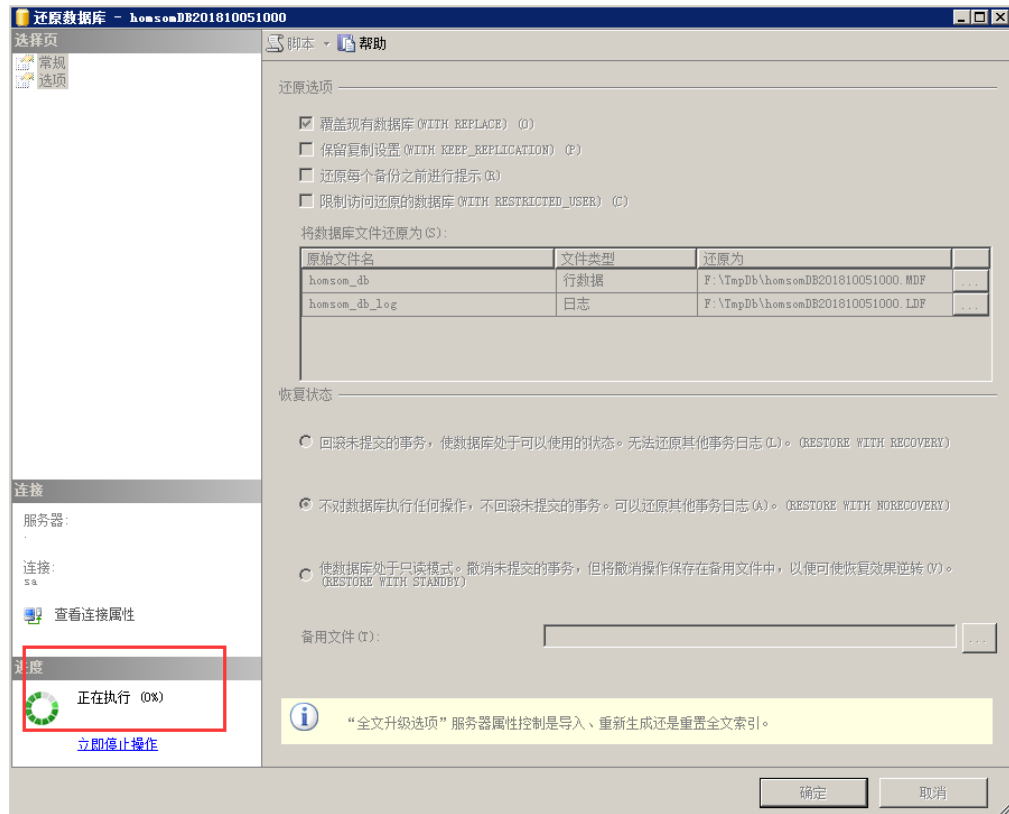 还原数据库 - homsomDB201810051000
选择页
常规
选项
脚本 帮助
还原选项
覆盖现有数据库(WITH REPLACE) (O)
保留复制设置(WITH KEEP_REPLICATION) (P)
还原每个备份之前进行提示(R)
限制访问还原的数据库(WITH RESTRICTED_USER) (C)
将数据库文件还原为(S):
原始文件名 文件类型 还原为
homsom_db 行数据 F:\TmpDb\homsomDB201810051000.MDF ...
homsom_db_log 日志 F:\TmpDb\homsomDB201810051000.LDF ...
恢复状态
回滚未提交的事务，使数据库处于可以使用的状态。无法还原其他事务日志(L)。(RESTORE WITH RECOVERY)
不对数据库执行任何操作，不回滚未提交的事务。可以还原其他事务日志(A)。(RESTORE WITH NORECOVERY)
使数据库处于只读模式。撤消未提交的事务，但将撤消操作保存在备用文件中，以便可使恢复效果逆转(V)。
(RESTORE WITH STANDBY)
备用文件(T):
...
连接
服务器:
.
连接:
sa
查看连接属性
进度
正在执行 (0%)
立即停止操作
“全文升级选项”服务器属性控制是导入、重新生成还是重置全文索引。
确定 取消